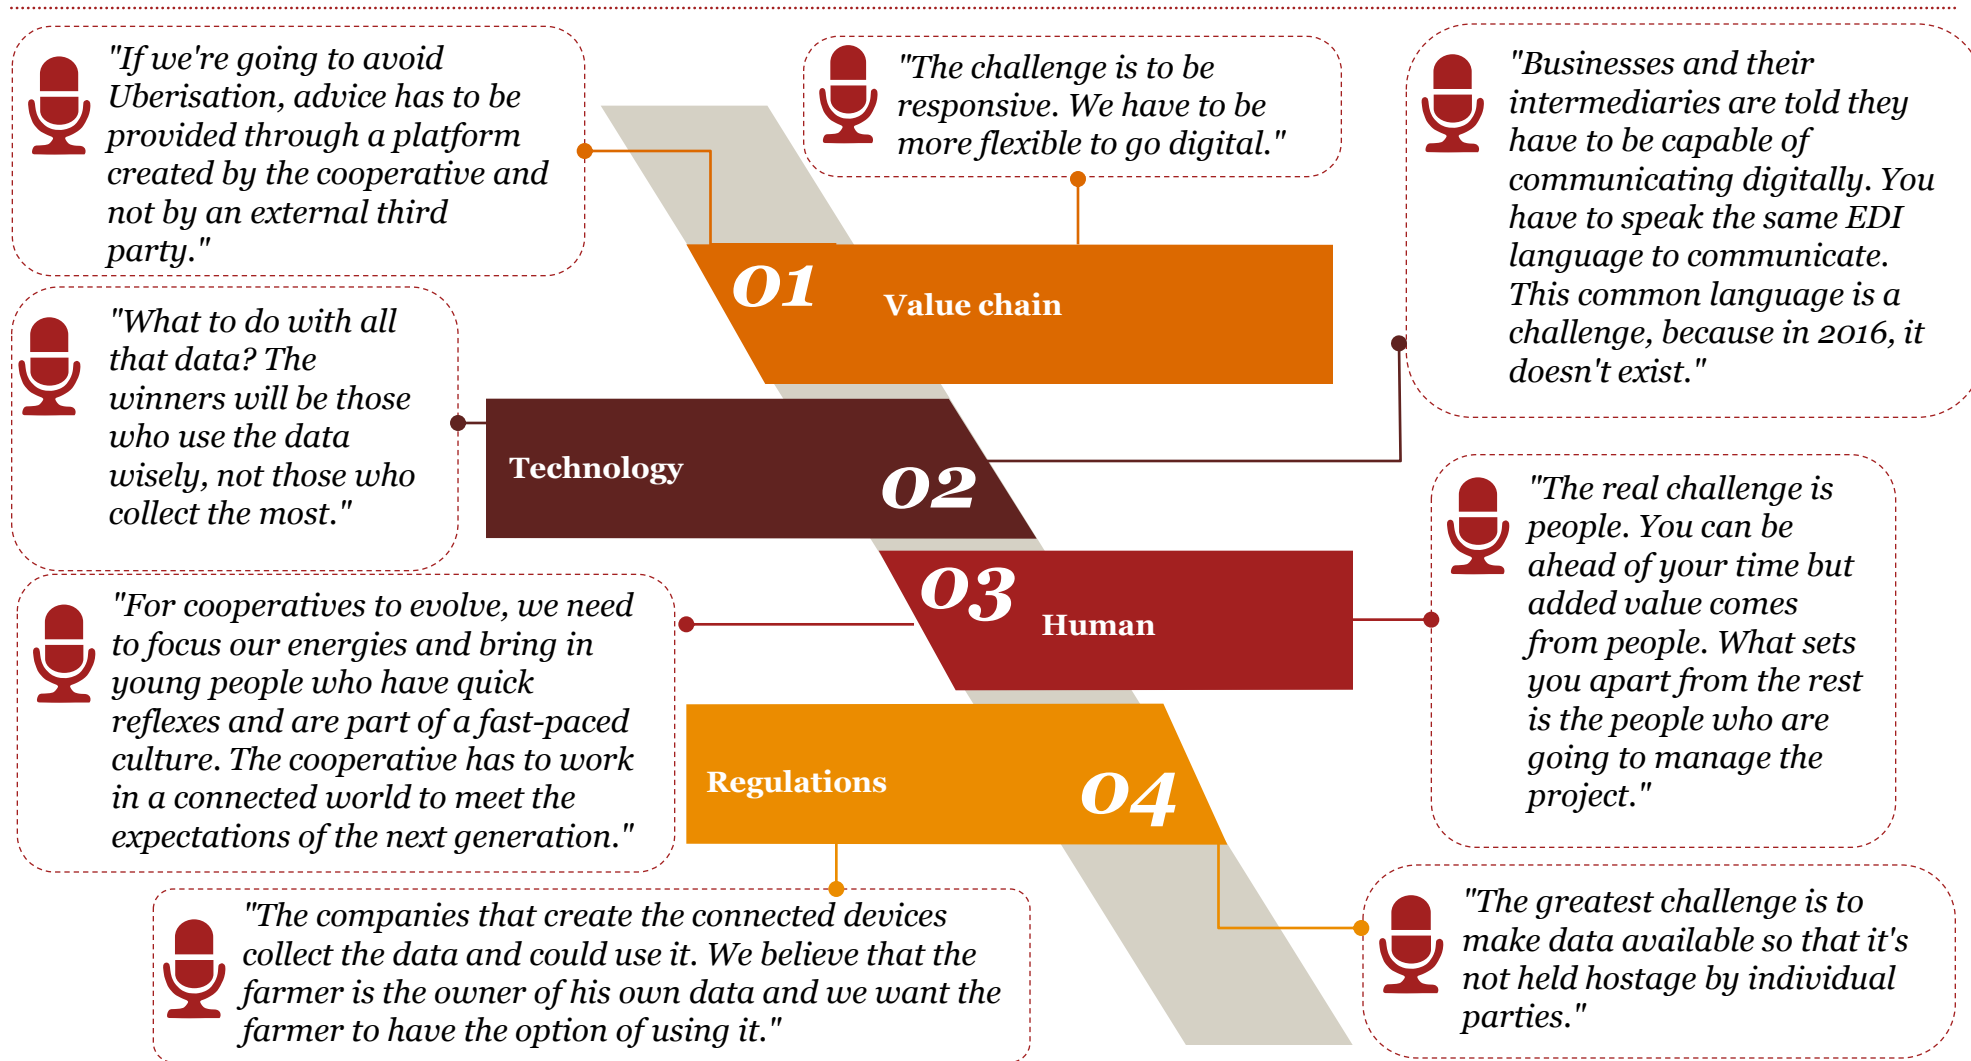 "If we're going to avoid
Uberisation, advice has to be
provided through a platform
created by the cooperative and
not by an external third
party."
"The challenge is to be
responsive. We have to be
more flexible to go digital."
"Businesses and their
intermediaries are told they
have to be capable of
communicating digitally. You
have to speak the same EDI
language to communicate.
This common language is a
challenge, because in 2016, it
doesn't exist."
01
Value chain
"What to do with all
that data? The
winners will be those
who use the data
wisely, not those who
collect the most."
Technology
02
03
Human
"The real challenge is
people. You can be
ahead of your time but
added value comes
from people. What sets
you apart from the rest
is the people who are
going to manage the
project."
"For cooperatives to evolve, we need
to focus our energies and bring in
young people who have quick
reflexes and are part of a fast-paced
culture. The cooperative has to work
in a connected world to meet the
expectations of the next generation."
Regulations
04
"The companies that create the connected devices
collect the data and could use it. We believe that the
farmer is the owner of his own data and we want the
farmer to have the option of using it."
"The greatest challenge is to
make data available so that it's
not held hostage by individual
parties."